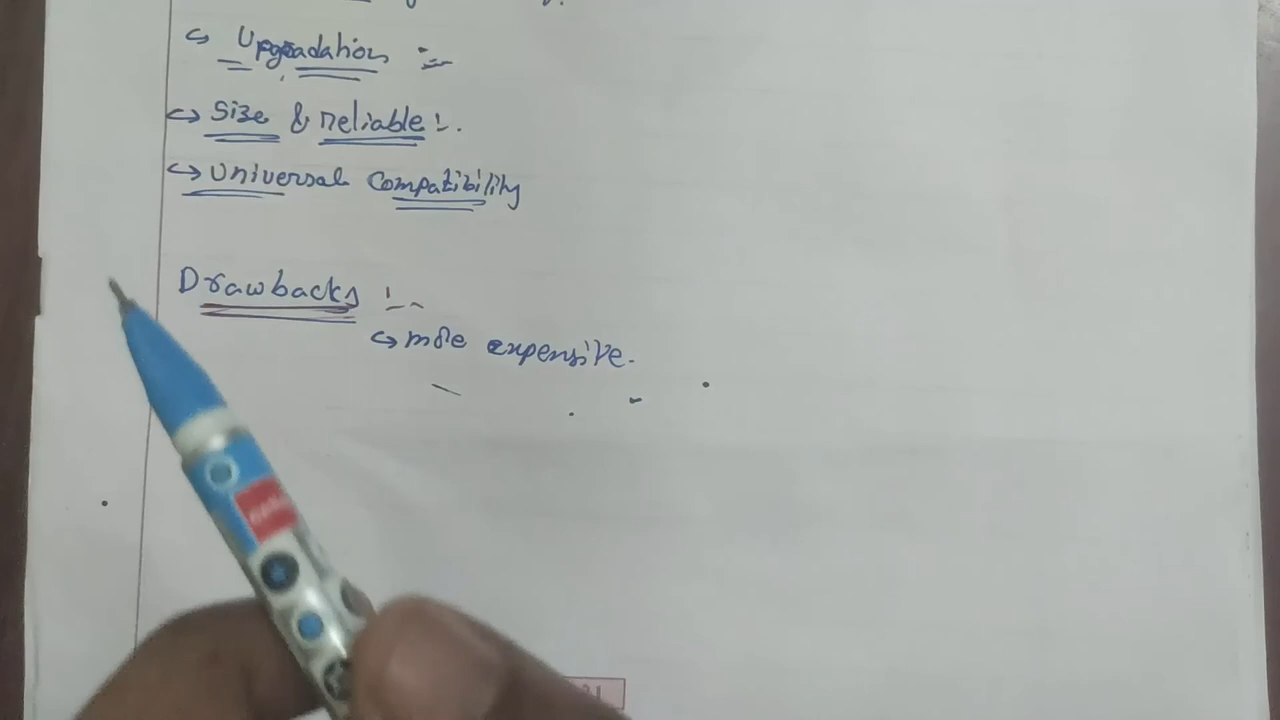 ↪ Upgradation :-
↪ Size & reliable :-
↪ Universal Compatibility
Drawbacks :-
↪ more expensive.